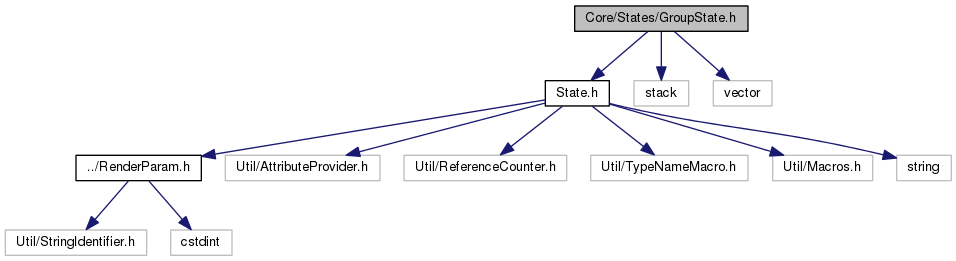 Core/States/GroupState.h
State.h
stack
vector
../RenderParam.h
Util/AttributeProvider.h
Util/ReferenceCounter.h
Util/TypeNameMacro.h
Util/Macros.h
string
Util/StringIdentifier.h
cstdint